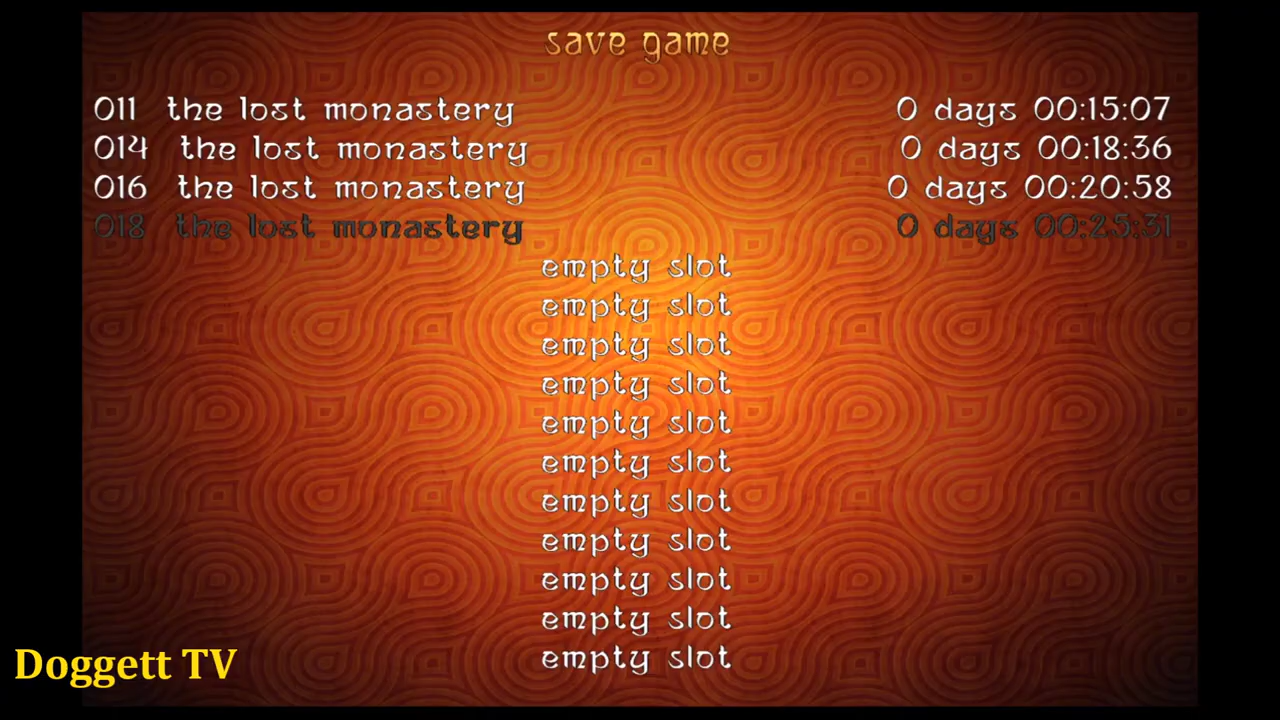 save game
011 the lost monastery 0 days 00:15:07
014 the lost monastery 0 days 00:18:36
016 the lost monastery 0 days 00:20:58
018 the lost monastery 0 days 00:25:31
empty slot
empty slot
empty slot
empty slot
empty slot
empty slot
empty slot
empty slot
empty slot
empty slot
empty slot
Doggett TV